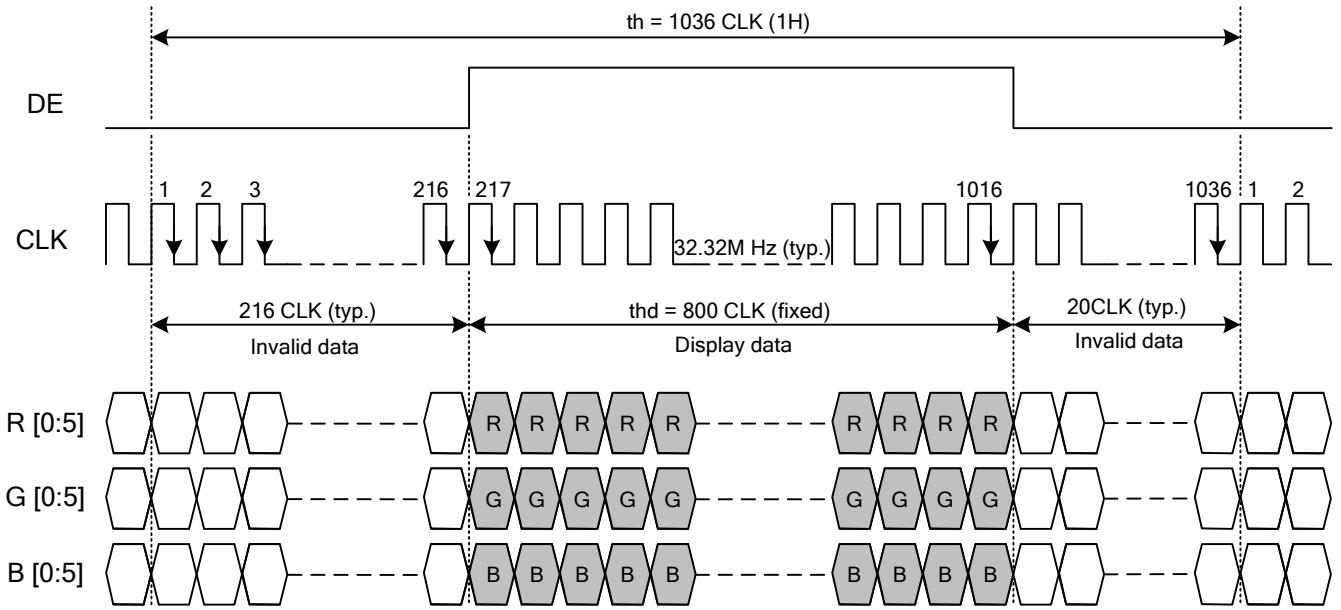 th = 1036 CLK (1H)
DE
1 2 3 216 217 1016 1036 1 2
CLK
32.32M Hz (typ.)
216 CLK (typ.) thd = 800 CLK (fixed) 20CLK (typ.)
Invalid data Display data Invalid data
R [0:5] R R R R R R R R R
G [0:5] G G G G G G G G G
B [0:5] B B B B B B B B B